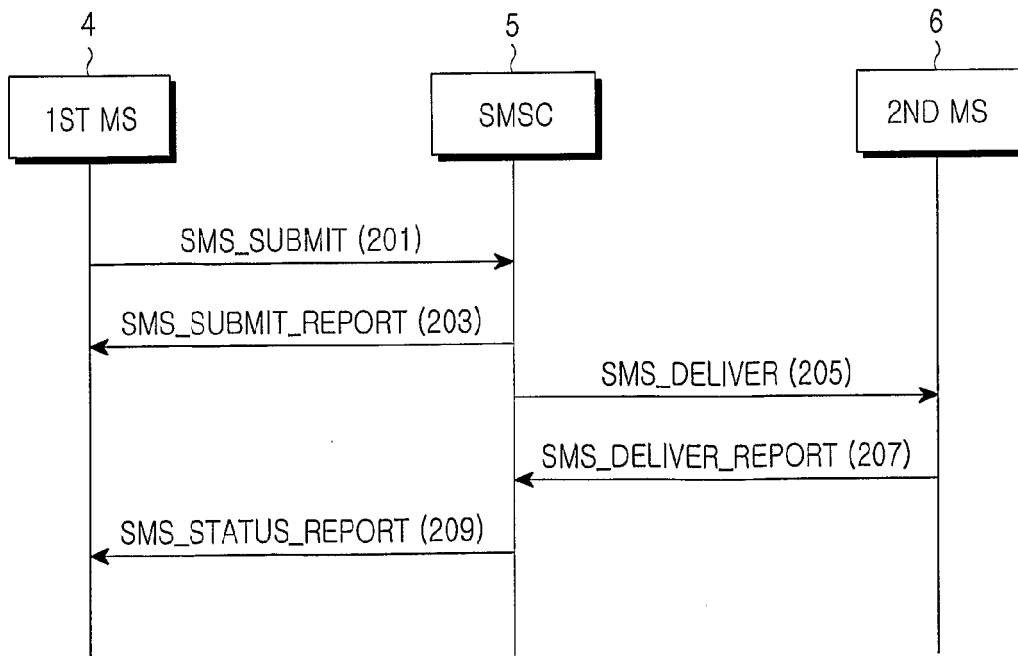 4
5
6
1ST MS
SMSC
2ND MS
SMS_SUBMIT (201)
SMS_SUBMIT_REPORT (203)
SMS_DELIVER (205)
SMS_DELIVER_REPORT (207)
SMS_STATUS_REPORT (209)